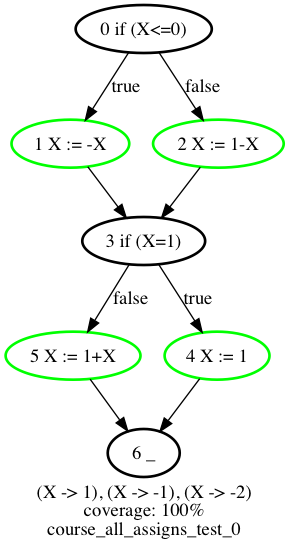 0 if (X<=0)
true
false
1 X := -X
2 X := 1-X
3 if (X=1)
false
true
5 X := 1+X
4 X := 1
6 _
(X -> 1), (X -> -1), (X -> -2)
coverage: 100%
course_all_assigns_test_0